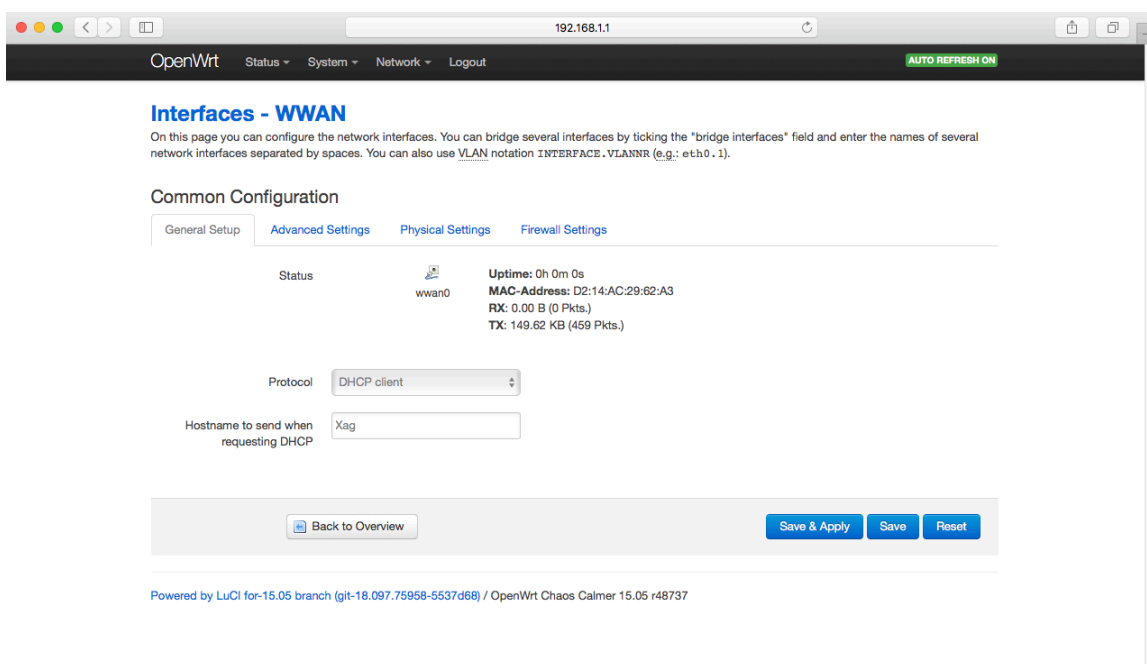 192.168.1.1
OpenWrt Status System Network Logout AUTO REFRESH ON
Interfaces - WWAN
On this page you can configure the network interfaces. You can bridge several interfaces by ticking the "bridge interfaces" field and enter the names of several
network interfaces separated by spaces. You can also use VLAN notation INTERFACE.VLANNR (e.g.: eth0.1).
Common Configuration
General Setup Advanced Settings Physical Settings Firewall Settings
Status
wwan0
Uptime: 0h 0m 0s
MAC-Address: D2:14:AC:29:62:A3
RX: 0.00 B (0 Pkts.)
TX: 149.62 KB (459 Pkts.)
Protocol DHCP client
Hostname to send when
requesting DHCP
Xag
Back to Overview Save & Apply Save Reset
Powered by LuCI for-15.05 branch (git-18.097.75958-5537d68) / OpenWrt Chaos Calmer 15.05 r48737